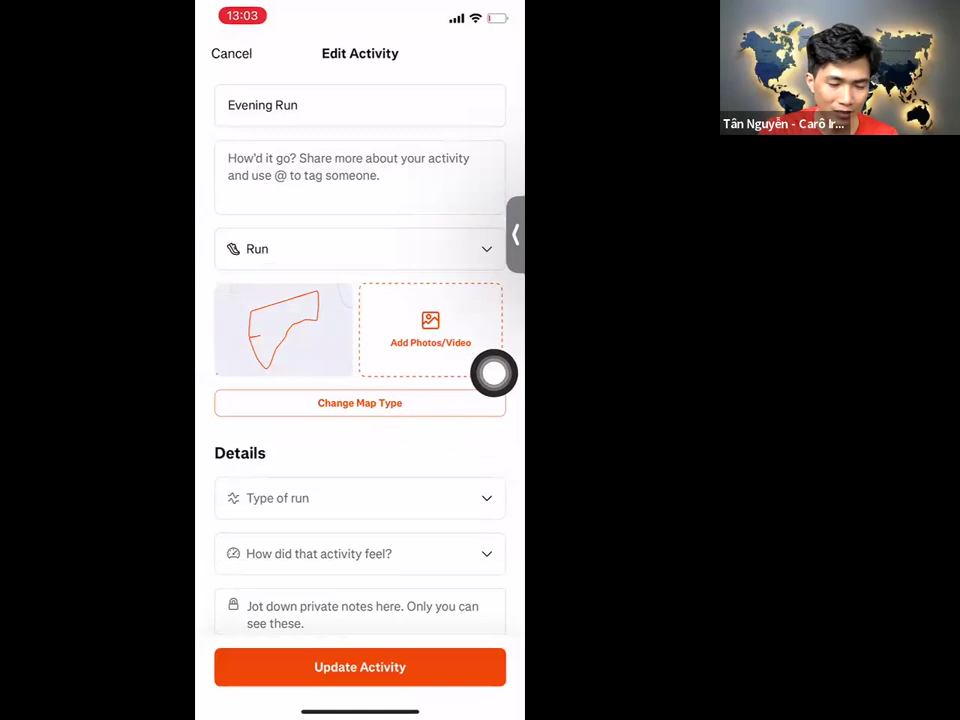 13:03
Cancel
Edit Activity
Evening Run
How'd it go? Share more about your activity
and use @ to tag someone.
Run
Add Photos/Video
Change Map Type
Details
Type of run
How did that activity feel?
Jot down private notes here. Only you can
see these.
Update Activity
Tân Nguyễn - Carô Ir...